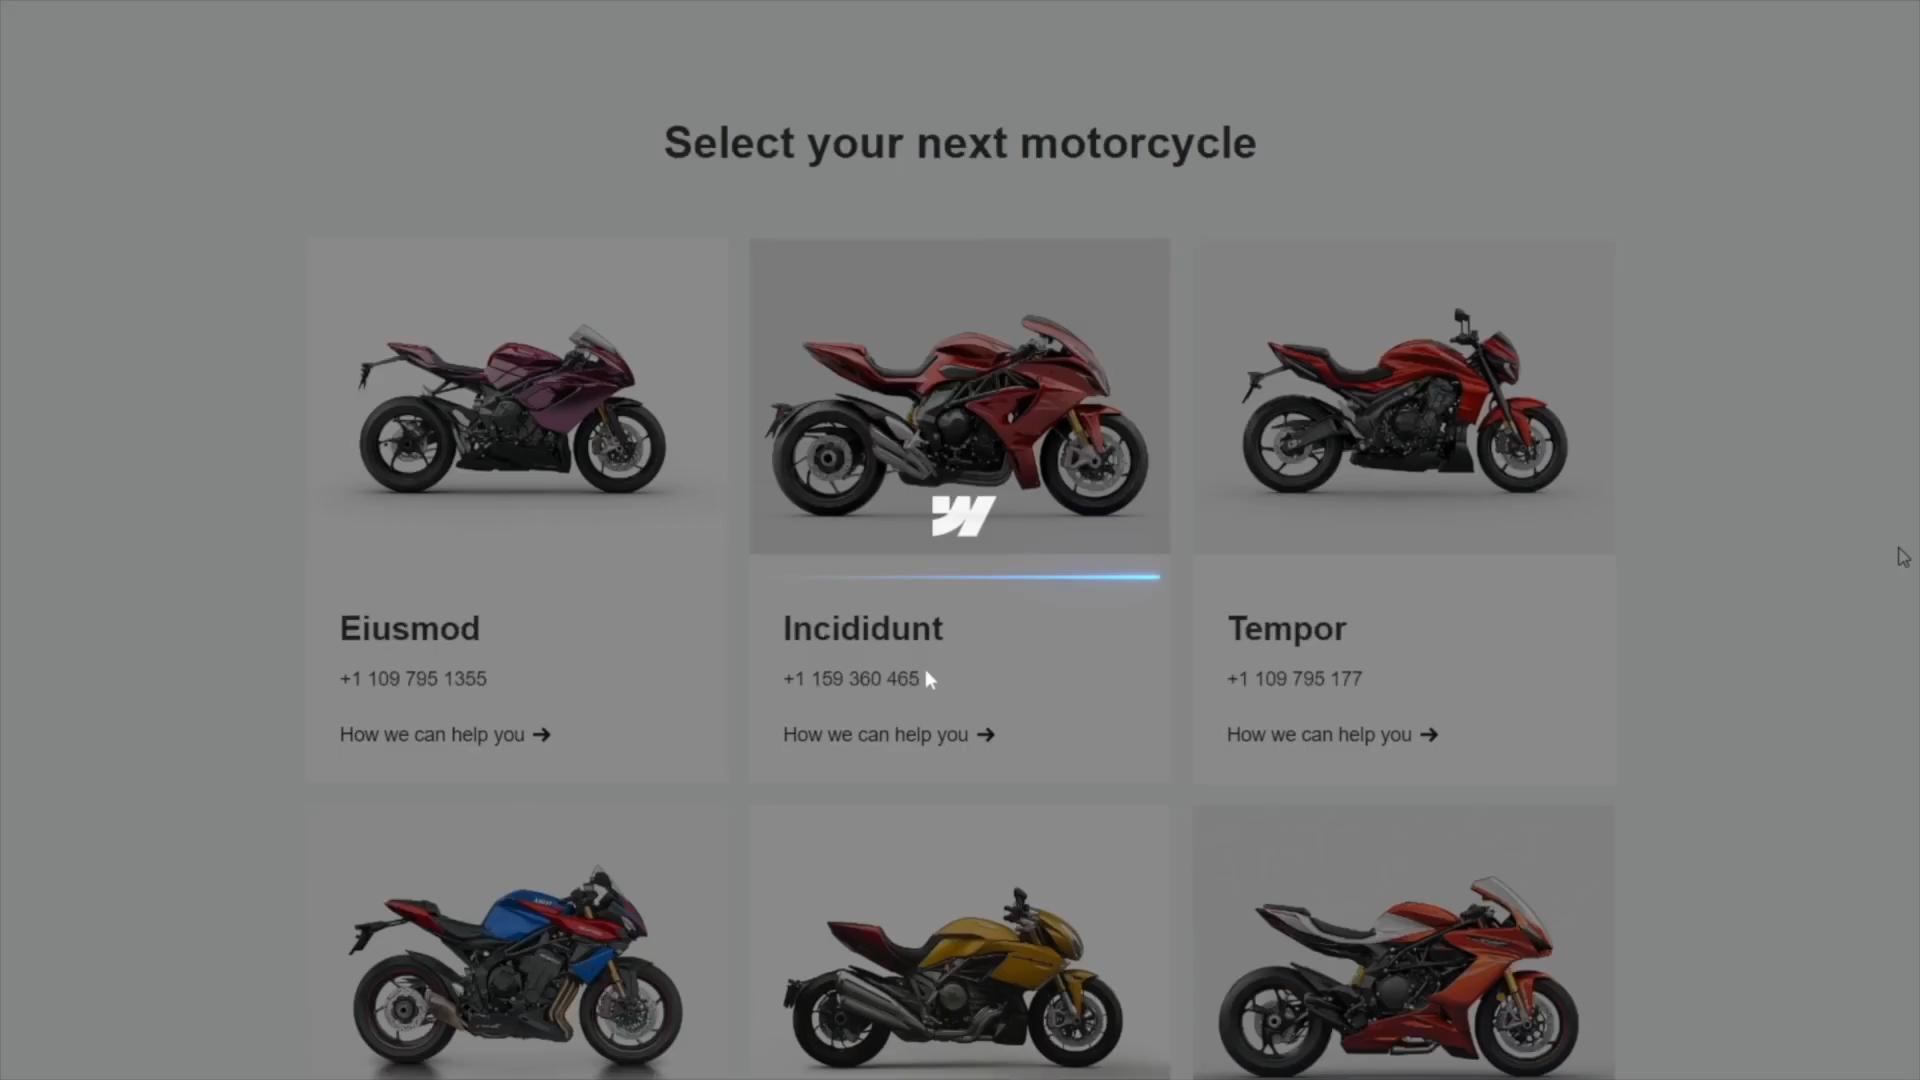 Select your next motorcycle
Eiusmod
+1 109 795 1355
How we can help you →
Incididunt
+1 159 360 465
How we can help you →
Tempor
+1 109 795 177
How we can help you →